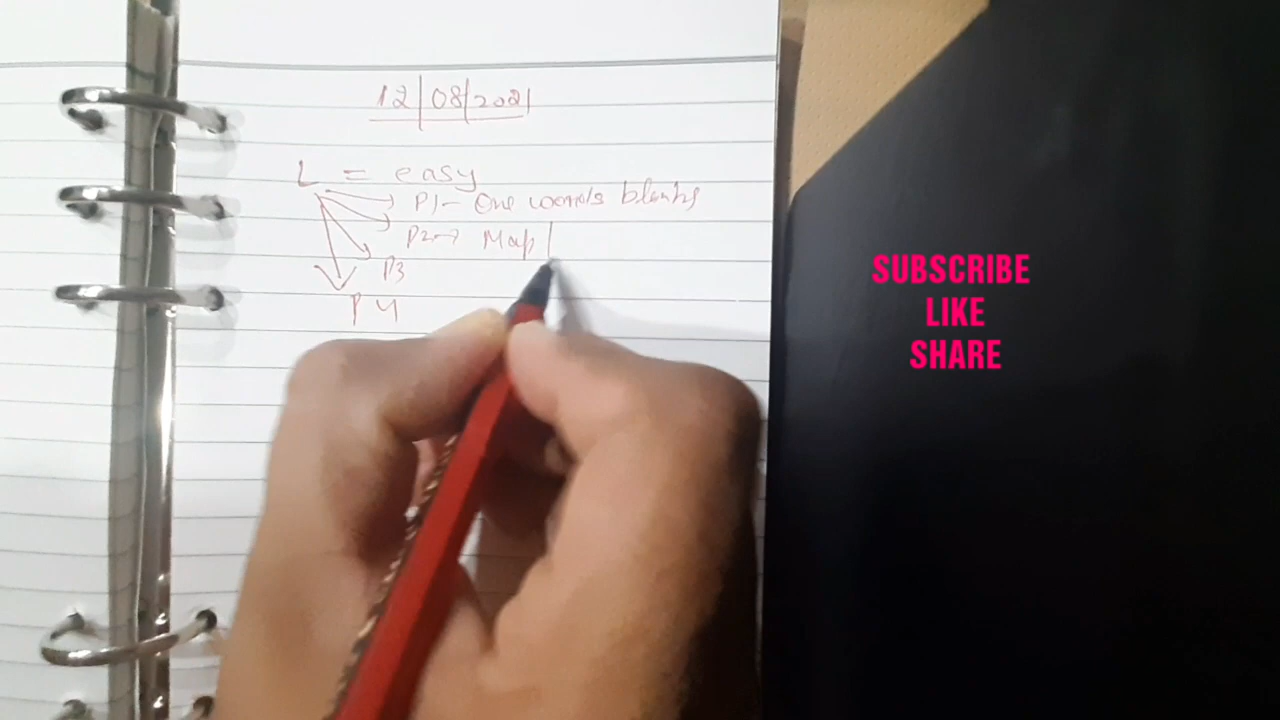 12/08/2021
L = easy
P1- One words blanks
P2→ Map |
P3
P4
SUBSCRIBE
LIKE
SHARE